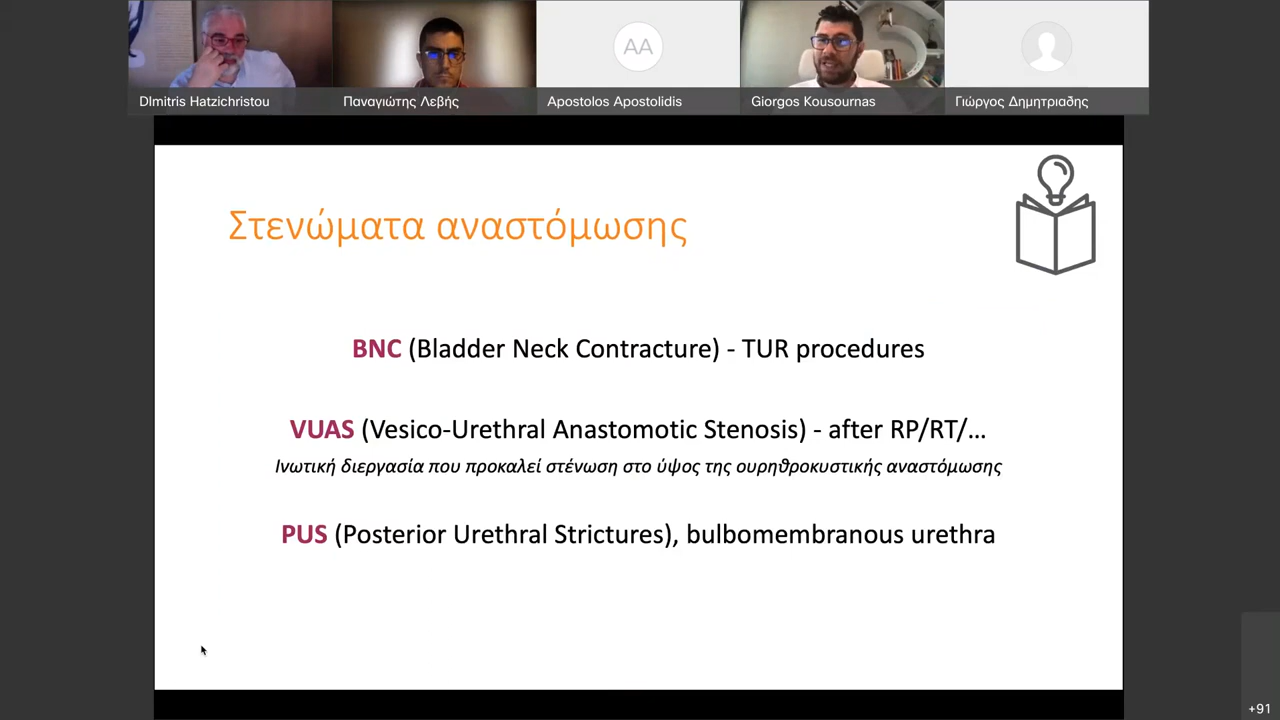 DImitris Hatzichristou
Παναγιώτης Λεβής
AA
Apostolos Apostolidis
Giorgos Kousournas
Γιώργος Δημητριαδης
Στενώματα αναστόμωσης
BNC (Bladder Neck Contracture) - TUR procedures
VUAS (Vesico-Urethral Anastomotic Stenosis) - after RP/RT/...
Ινωτική διεργασία που προκαλεί στένωση στο ύψος της ουρηθροκυστικής αναστόμωσης
PUS (Posterior Urethral Strictures), bulbomembranous urethra
+91